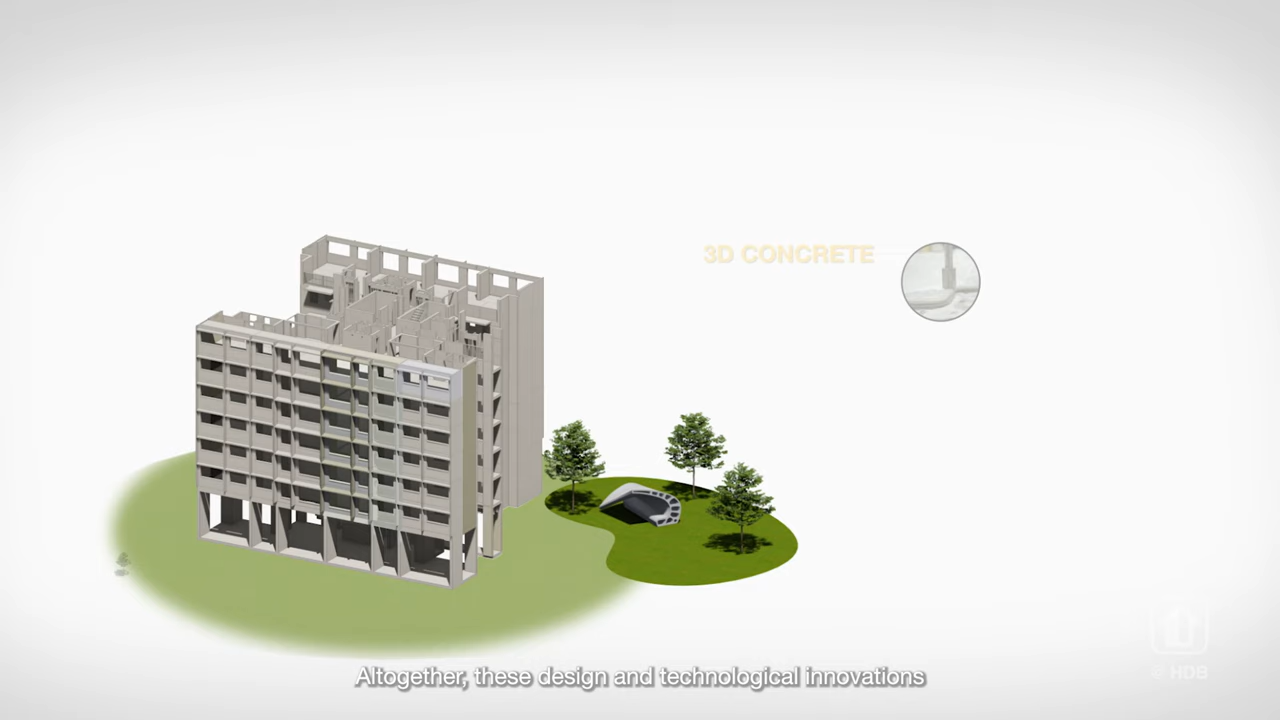 3D CONCRETE
© HDB
Altogether, these design and technological innovations